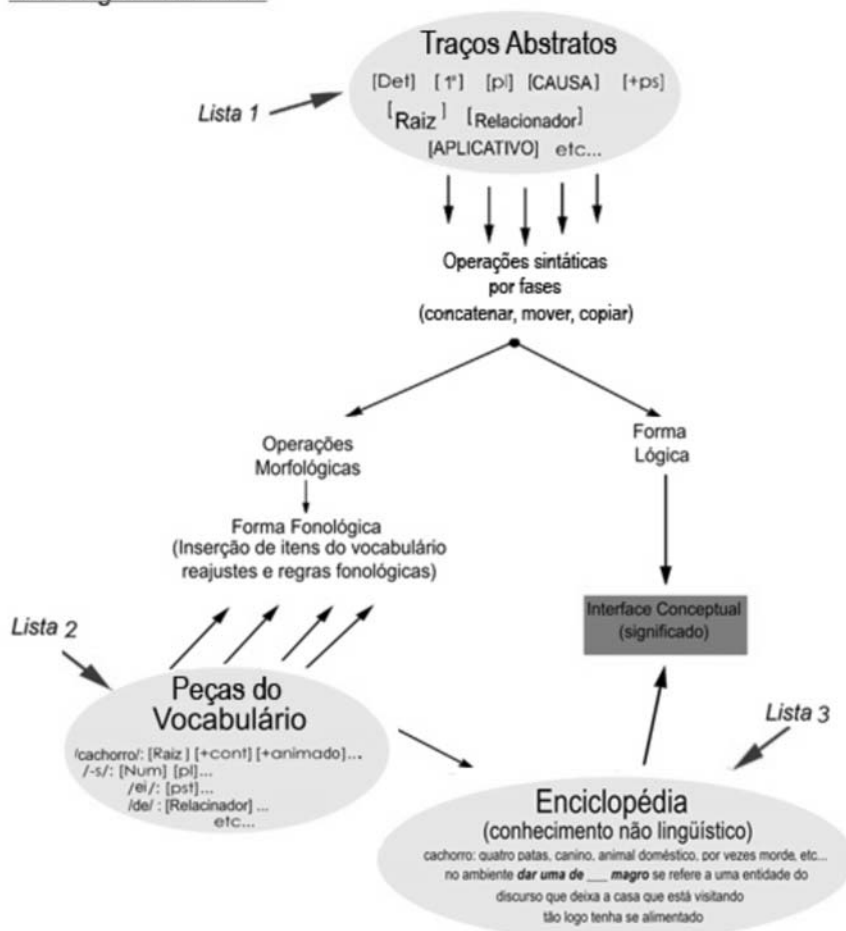 Traços Abstratos
[Det] [1ª] [pl] [CAUSA] [+ps]
Lista 1
[Raiz] [Relacionador]
[APLICATIVO] etc...
Operações sintáticas
por fases
(concatenar, mover, copiar)
Operações
Morfológicas
Forma
Lógica
Forma Fonológica
(Inserção de itens do vocabulário
reajustes e regras fonológicas)
Interface Conceptual
(significado)
Lista 2
Peças do
Vocabulário
/cachorro/: [Raiz ] [+cont] [+animado]...
/-s/: [Num] [pl]...
/ei/: [pst]...
/de/ : [Relacinador] ...
etc...
Lista 3
Enciclopédia
(conhecimento não lingüístico)
cachorro: quatro patas, canino, animal doméstico, por vezes morde, etc...
no ambiente dar uma de ___ magro se refere a uma entidade do
discurso que deixa a casa que está visitando
tão logo tenha se alimentado